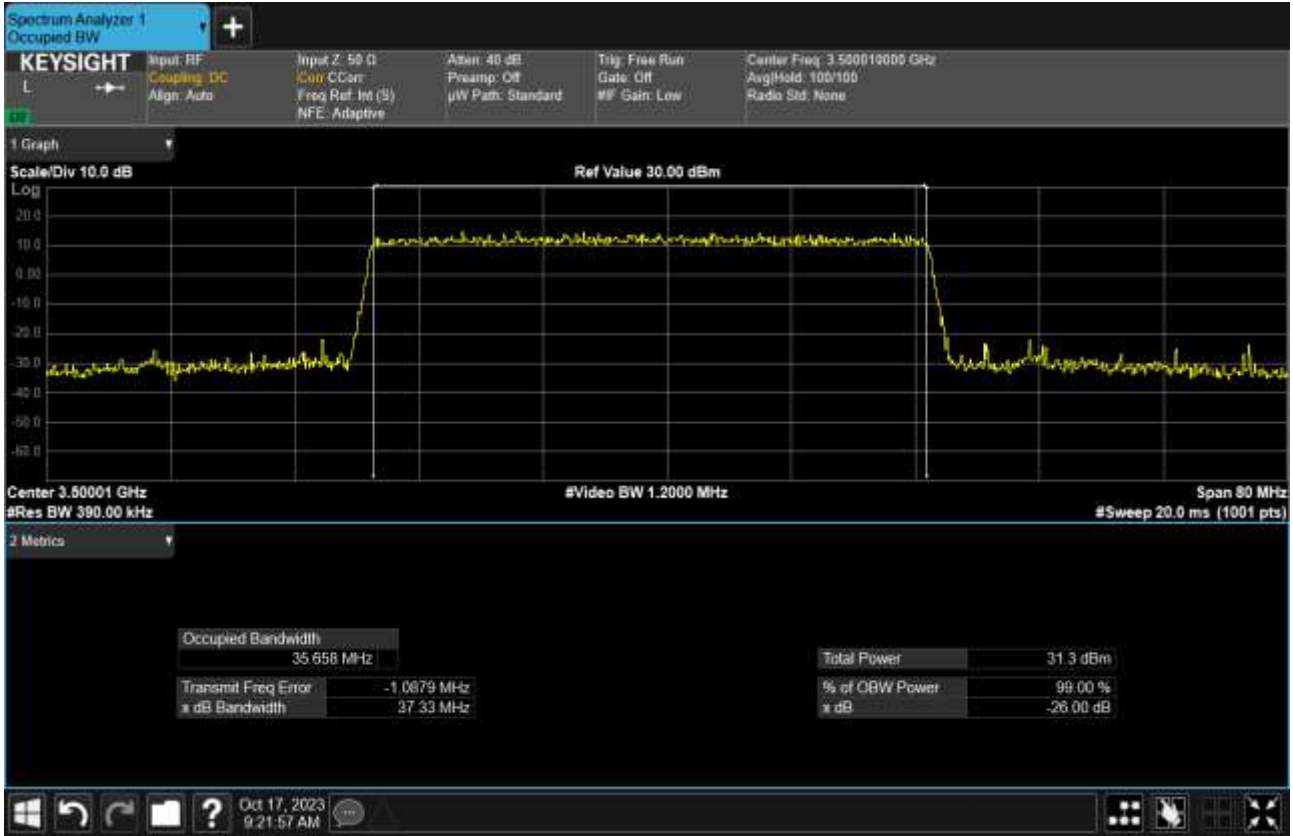 Spectrum Analyzer 1
Occupied BW
+
KEYSIGHT
L
Input: RF
Coupling: DC
Align: Auto
Input Z: 50 Ω
Corr CCorr
Freq Ref: Int (S)
NFE: Adaptive
Atten: 40 dB
Preamp: Off
µW Path: Standard
Trig: Free Run
Gate: Off
#IF Gain: Low
Center Freq: 3.500010000 GHz
Avg|Hold: 100/100
Radio Std: None
1 Graph
Scale/Div 10.0 dB
Ref Value 30.00 dBm
Log
20.0
10.0
0.00
-10.0
-20.0
-30.0
-40.0
-50.0
-60.0
Center 3.50001 GHz
#Video BW 1.2000 MHz
Span 80 MHz
#Res BW 390.00 kHz
#Sweep 20.0 ms (1001 pts)
2 Metrics
Occupied Bandwidth
35.658 MHz
Total Power 31.3 dBm
Transmit Freq Error -1.0879 MHz
% of OBW Power 99.00 %
x dB Bandwidth 37.33 MHz
x dB -26.00 dB
?
Oct 17, 2023
9:21:57 AM